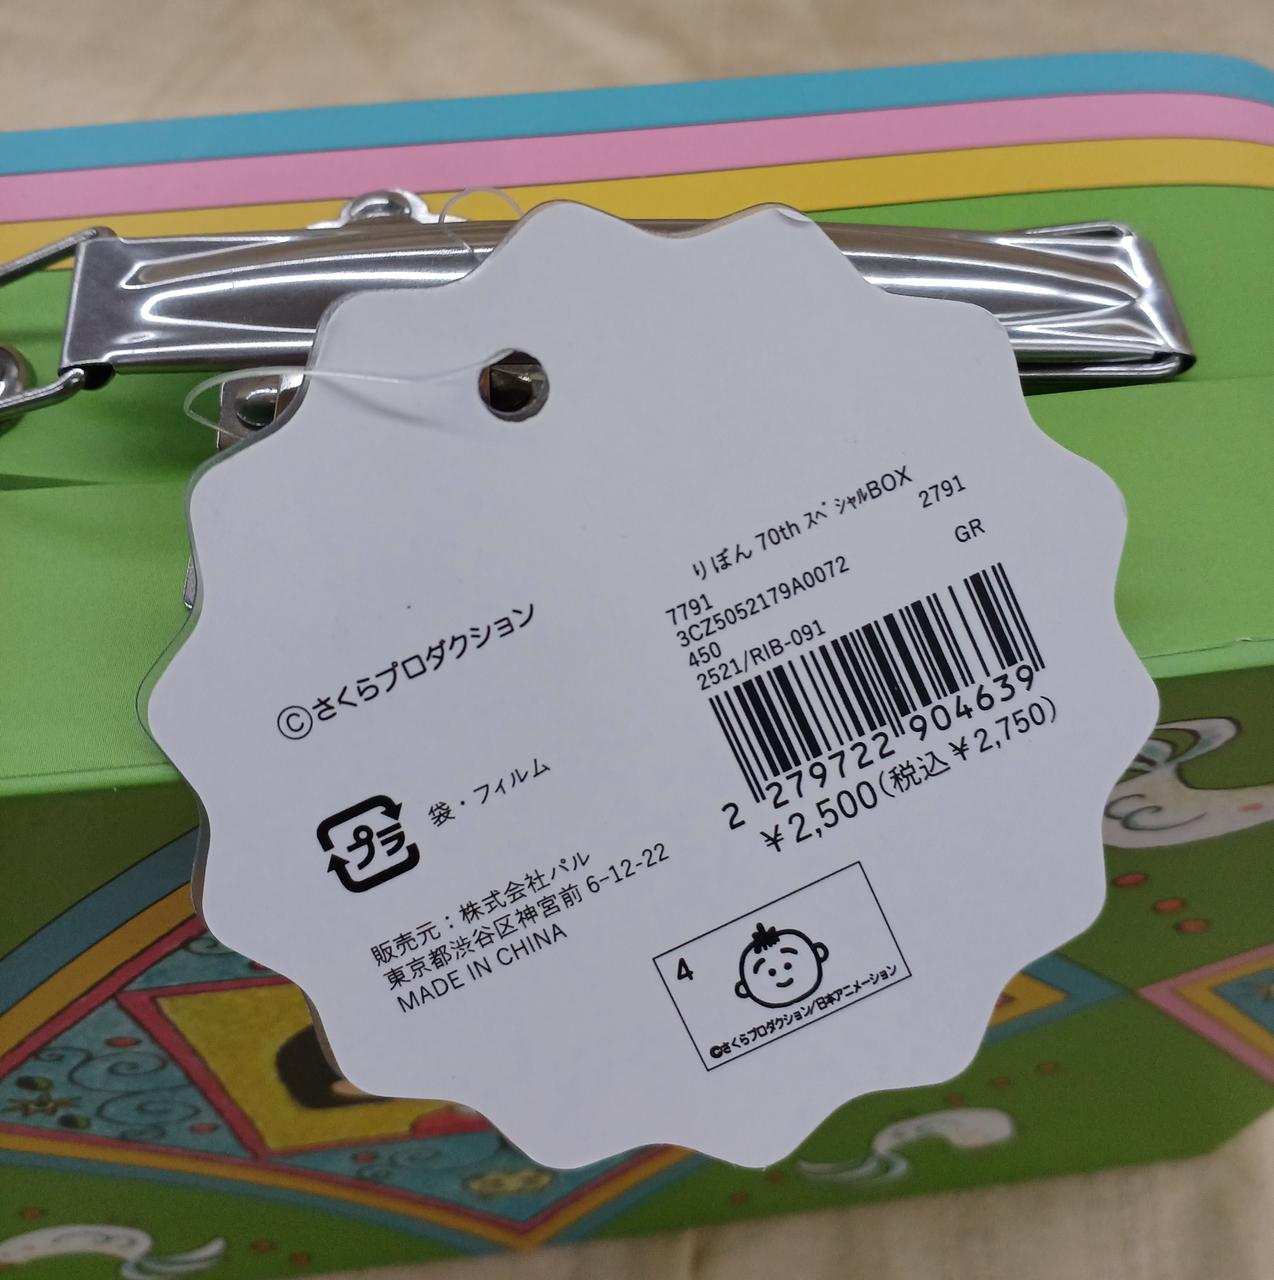 りぼん 70th ｽﾍﾟｼｬﾙBOX
7791 2791
3CZ5052179A0072
450 GR
2521/RIB-091
2 279722 904639
¥2,500(税込¥2,750)
©さくらプロダクション
プラ 袋・フィルム
販売元：株式会社パル
東京都渋谷区神宮前 6-12-22
MADE IN CHINA
4
©さくらプロダクション/日本アニメーション